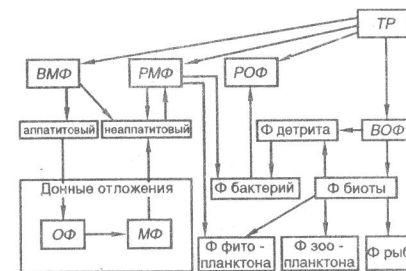 ТР
ВМФ
РМФ
РОФ
аппатитовый
неаппатитовый
Ф детрита
ВОФ
Донные отложения
Ф бактерий
Ф биоты
ОФ
МФ
Ф фито -
планктона
Ф зоо -
планктона
Ф рыб